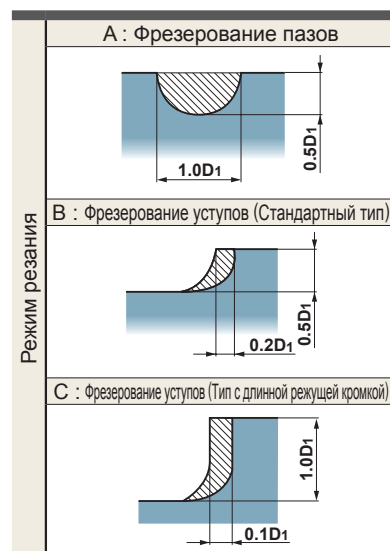 Режим резания
A : Фрезерование пазов
0.5D1
1.0D1
B : Фрезерование уступов (Стандартный тип)
0.5D1
0.2D1
C : Фрезерование уступов (Тип с длинной режущей кромкой)
1.0D1
0.1D1